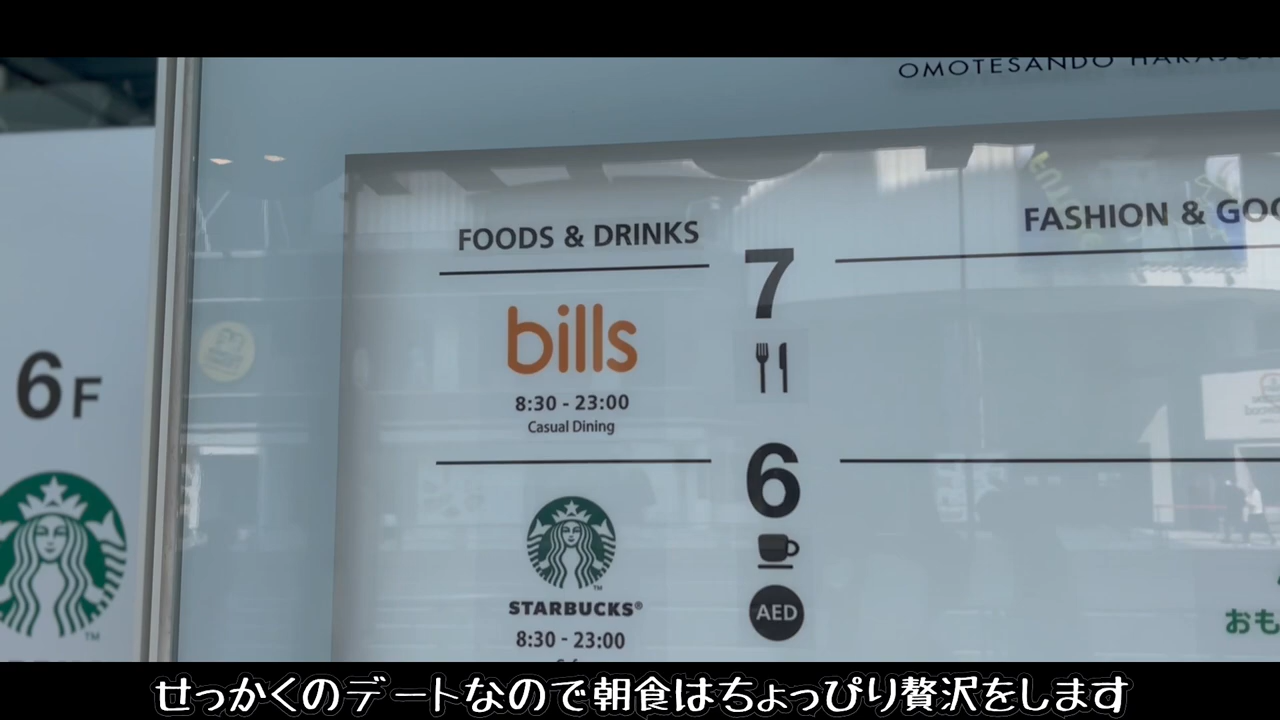 OMOTESANDO
FOODS & DRINKS
7
FASHION &
bills
8:30 - 23:00
Casual Dining
6F
6
STARBUCKS®
AED
8:30 - 23:00
TM
TM
おも
せっかくのデートなので朝食はちょっぴり贅沢をします